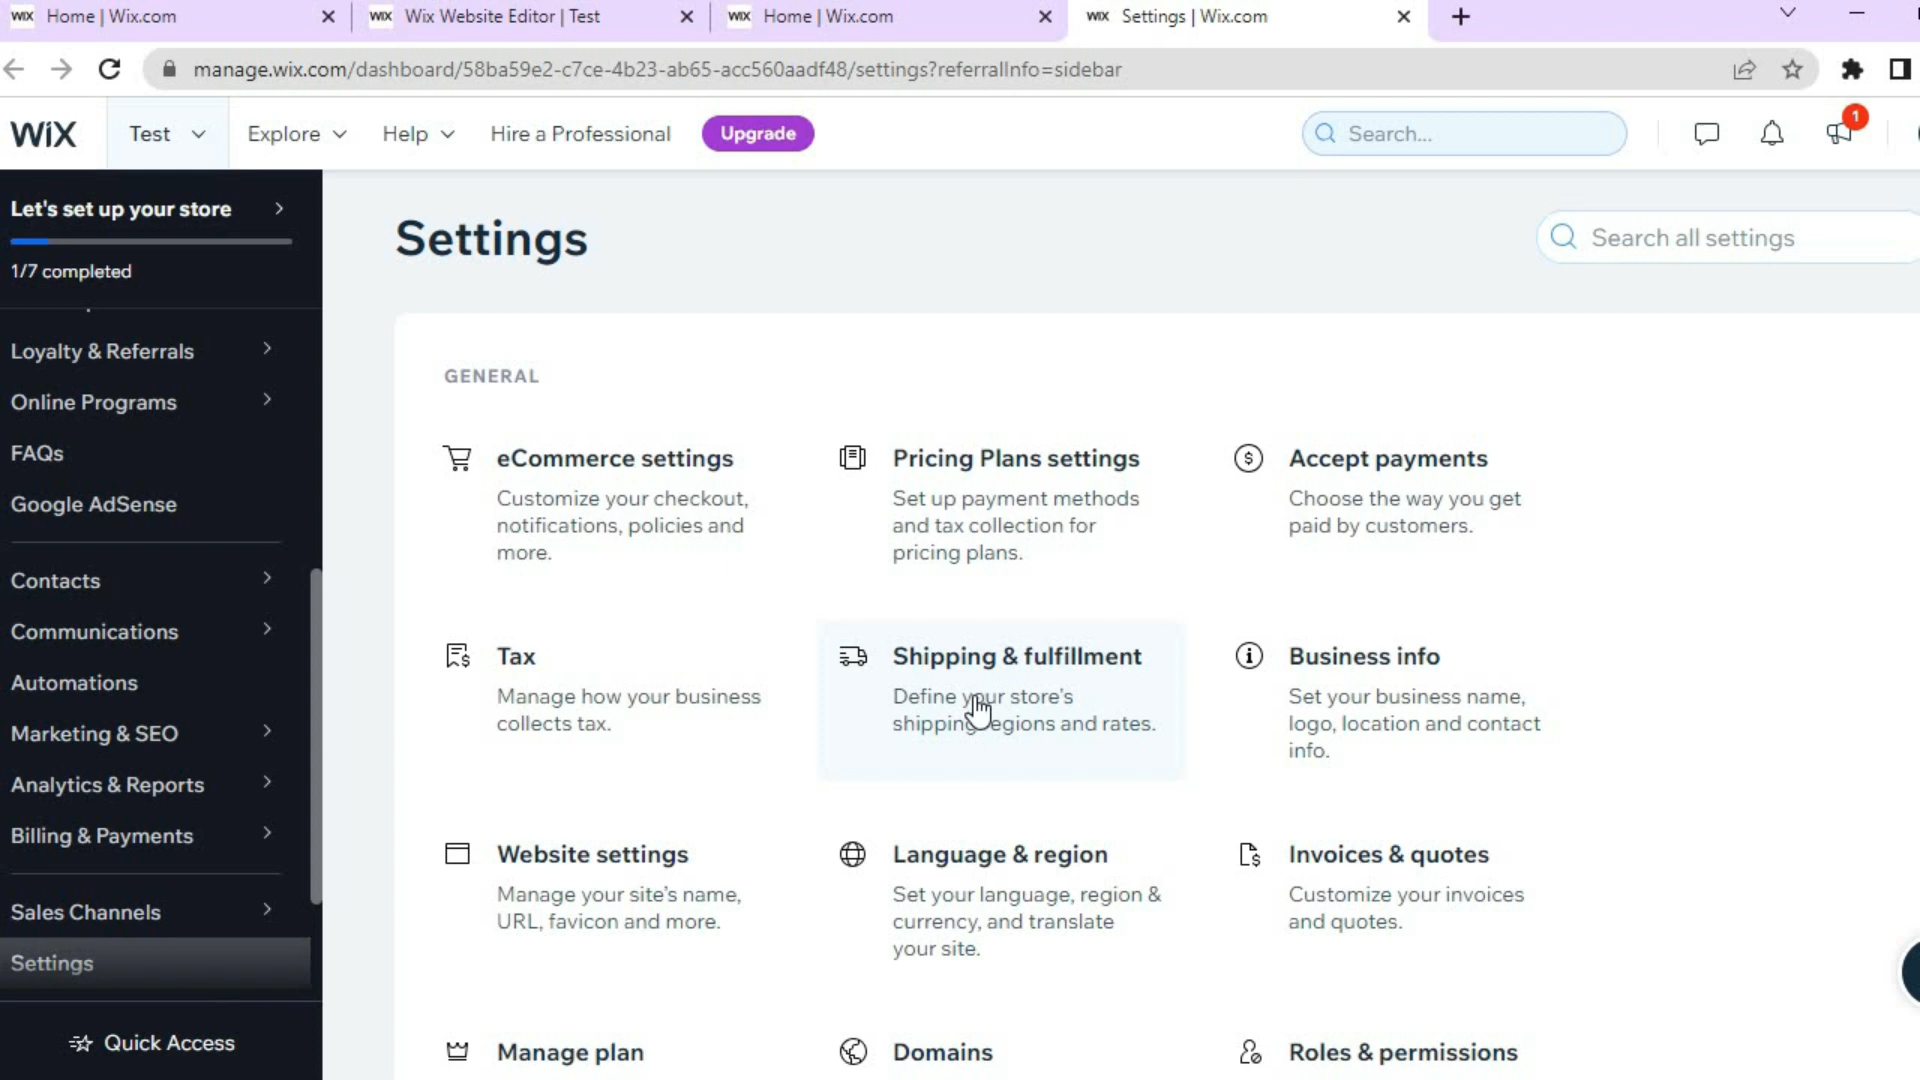 WiX Home | Wix.com
WiX Wix Website Editor | Test
WiX Home | Wix.com
WiX Settings | Wix.com
manage.wix.com/dashboard/58ba59e2-c7ce-4b23-ab65-acc560aadf48/settings?referralInfo=sidebar
WiX
Test
Explore
Help
Hire a Professional
Upgrade
Search...
1
Let's set up your store
1/7 completed
Loyalty & Referrals
Online Programs
FAQs
Google AdSense
Contacts
Communications
Automations
Marketing & SEO
Analytics & Reports
Billing & Payments
Sales Channels
Settings
Quick Access
Settings
Search all settings
GENERAL
eCommerce settings
Customize your checkout,
notifications, policies and
more.
Pricing Plans settings
Set up payment methods
and tax collection for
pricing plans.
Accept payments
Choose the way you get
paid by customers.
Tax
Manage how your business
collects tax.
Shipping & fulfillment
Define your store's
shipping regions and rates.
Business info
Set your business name,
logo, location and contact
info.
Website settings
Manage your site's name,
URL, favicon and more.
Language & region
Set your language, region &
currency, and translate
your site.
Invoices & quotes
Customize your invoices
and quotes.
Manage plan
Domains
Roles & permissions